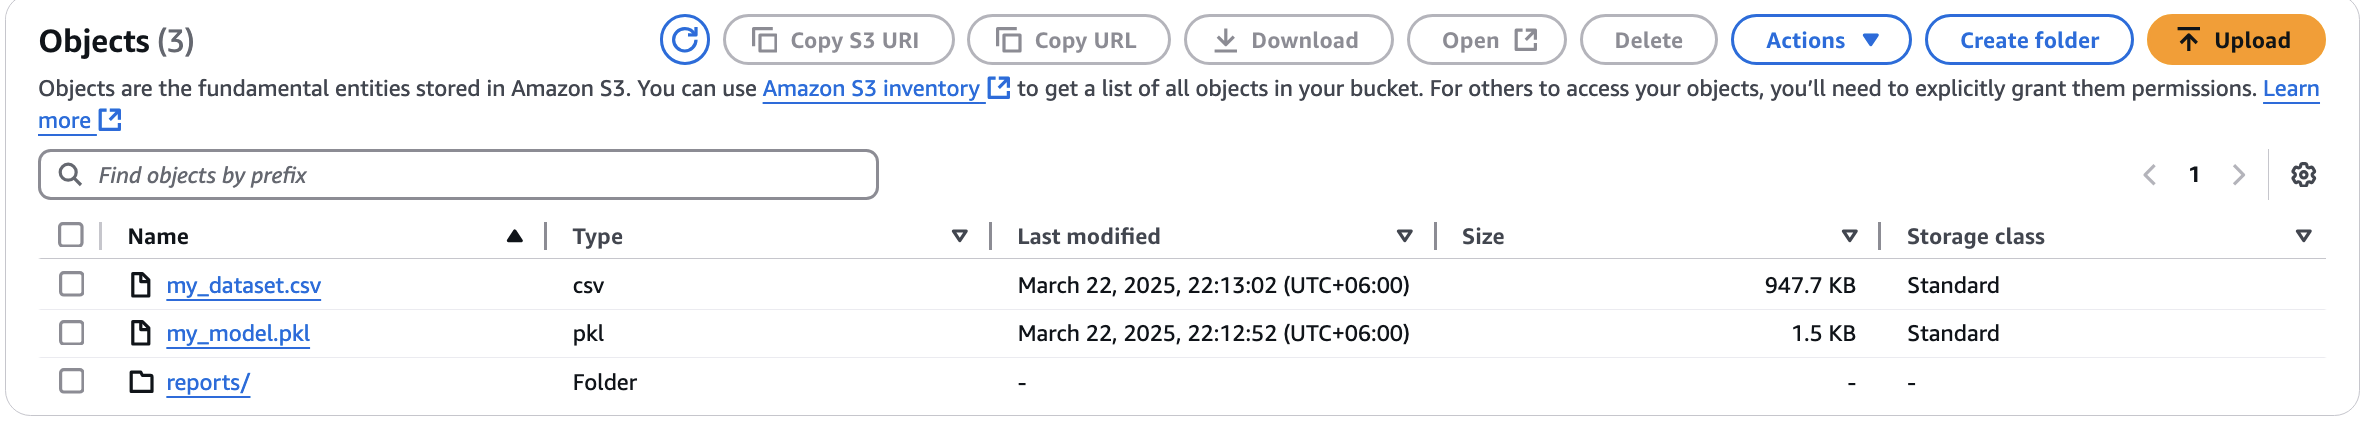 Objects (3)
Copy S3 URI
Copy URL
Download
Open
Delete
Actions
Create folder
Upload
Objects are the fundamental entities stored in Amazon S3. You can use Amazon S3 inventory to get a list of all objects in your bucket. For others to access your objects, you’ll need to explicitly grant them permissions. Learn
more
Find objects by prefix
1
Name Type Last modified Size Storage class
my_dataset.csv csv March 22, 2025, 22:13:02 (UTC+06:00) 947.7 KB Standard
my_model.pkl pkl March 22, 2025, 22:12:52 (UTC+06:00) 1.5 KB Standard
reports/ Folder - - -